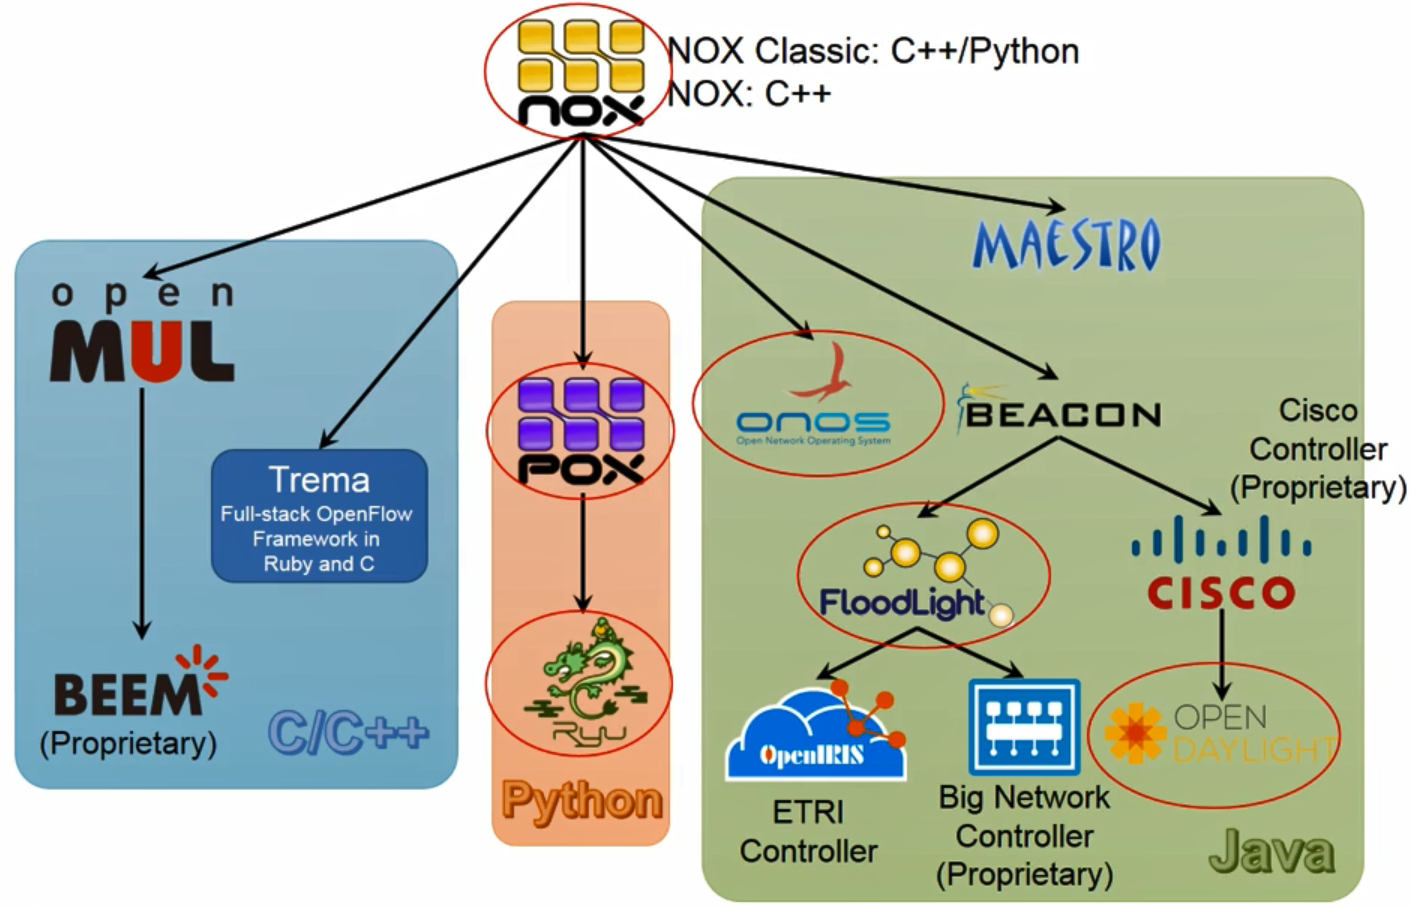 NOX
NOX Classic: C++/Python
NOX: C++
MAESTRO
open
MUL
onos
Open Network Operating System
BEACON
Cisco
Controller
(Proprietary)
POX
Trema
Full-stack OpenFlow
Framework in
Ruby and C
FLOODLIGHT
CISCO
BEEM
(Proprietary)
C/C++
Ryu
Python
OpenIRIS
ETRI
Controller
Big Network
Controller
(Proprietary)
OPEN
DAYLIGHT
Java